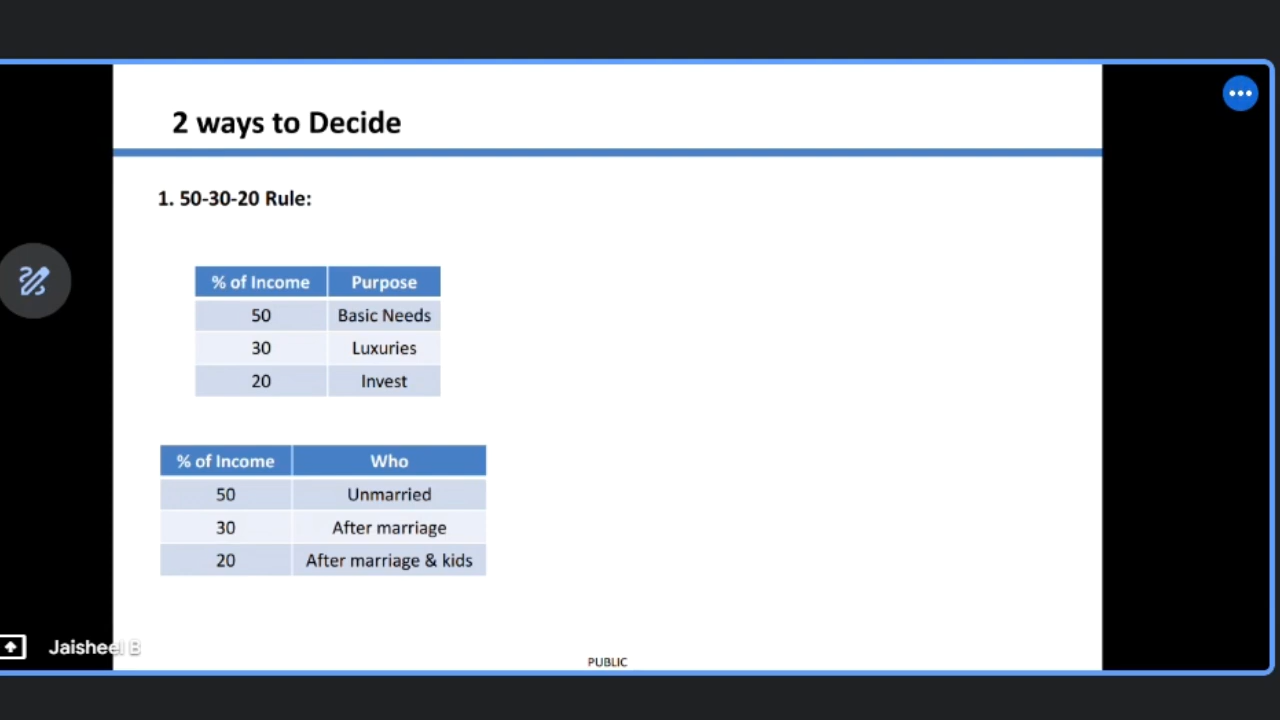 2 ways to Decide
1. 50-30-20 Rule:
% of Income Purpose
50 Basic Needs
30 Luxuries
20 Invest
% of Income Who
50 Unmarried
30 After marriage
20 After marriage & kids
Jaisheel B
PUBLIC